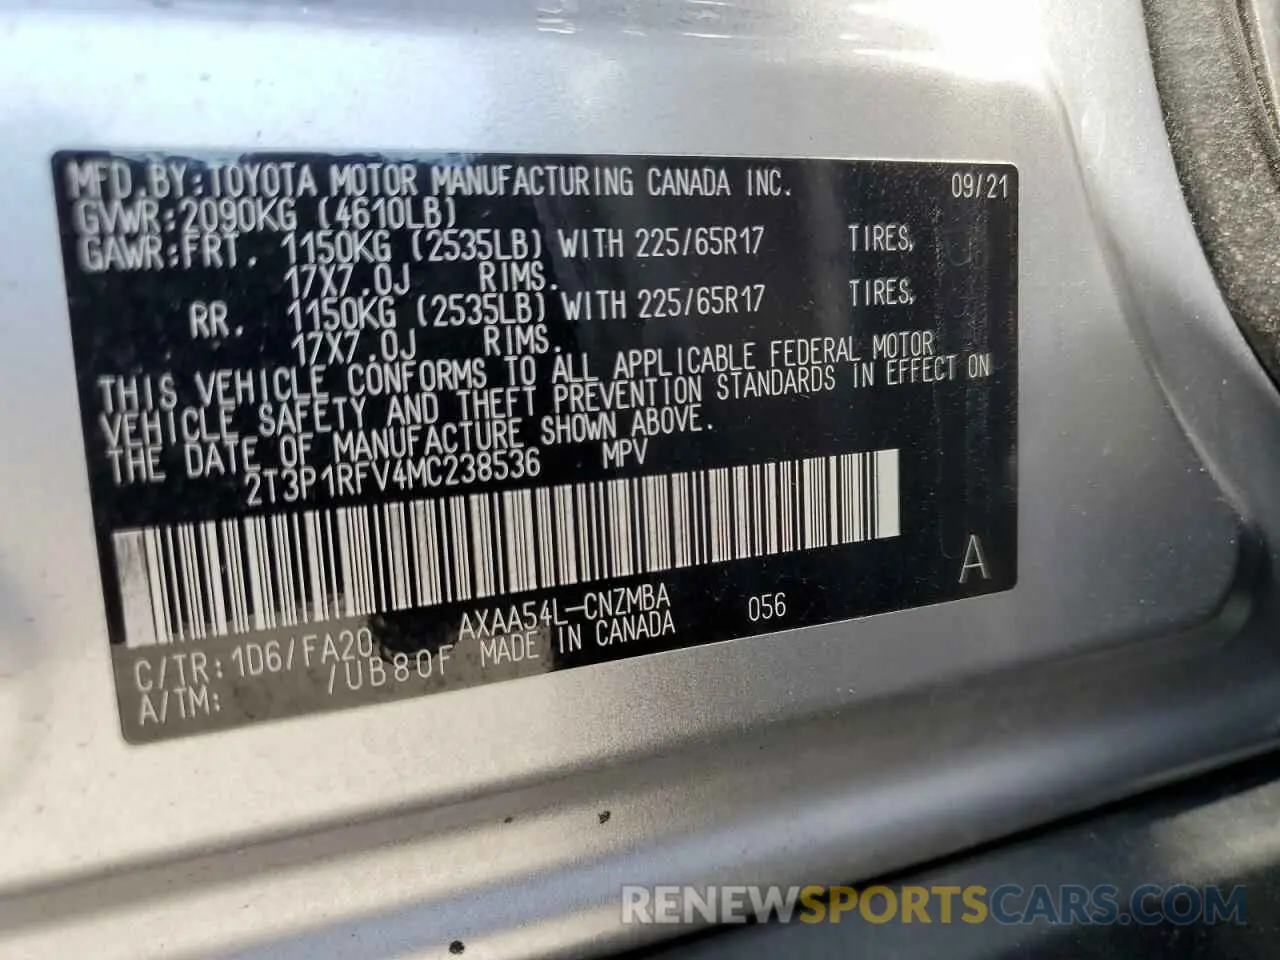 MFD.BY:TOYOTA MOTOR MANUFACTURING CANADA INC. 09/21
GVWR:2090KG (4610LB)
GAWR:FRT. 1150KG (2535LB) WITH 225/65R17 TIRES,
17X7.0J RIMS.
RR. 1150KG (2535LB) WITH 225/65R17 TIRES,
17X7.0J RIMS.
THIS VEHICLE CONFORMS TO ALL APPLICABLE FEDERAL MOTOR
VEHICLE SAFETY AND THEFT PREVENTION STANDARDS IN EFFECT ON
THE DATE OF MANUFACTURE SHOWN ABOVE.
2T3P1RFV4MC238536 MPV
A
C/TR:1D6/FA20 AXAA54L-CNZMBA 056
A/TM: /UB80F MADE IN CANADA
RENEWSPORTSCARS.COM